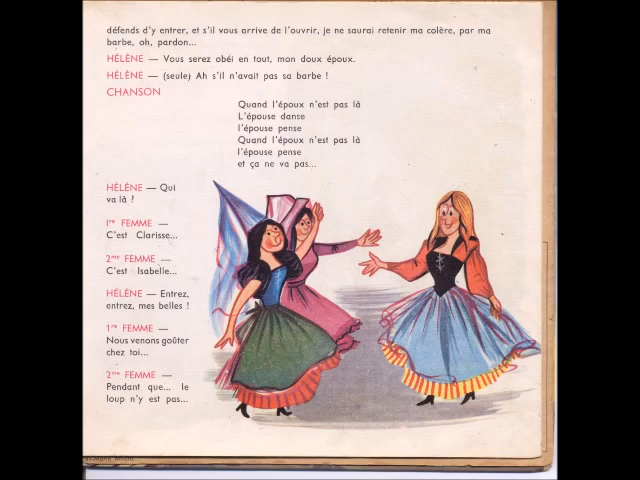 défends d'y entrer, et s'il vous arrive de l'ouvrir, je ne saurai retenir ma colère, par ma
barbe, oh, pardon...
HÉLÈNE — Vous serez obéi en tout, mon doux époux.
HÉLÈNE — (seule) Ah s'il n'avait pas sa barbe !
CHANSON
Quand l'époux n'est pas là
L'épouse danse
l'épouse pense
Quand l'époux n'est pas là
l'épouse pense
et ça ne va pas...
HÉLÈNE — Qui
va là ?
1re FEMME —
C'est Clarisse...
2me FEMME —
C'est Isabelle...
HÉLÈNE — Entrez,
entrez, mes belles !
1re FEMME —
Nous venons goûter
chez toi...
2me FEMME —
Pendant que... le
loup n'y est pas...